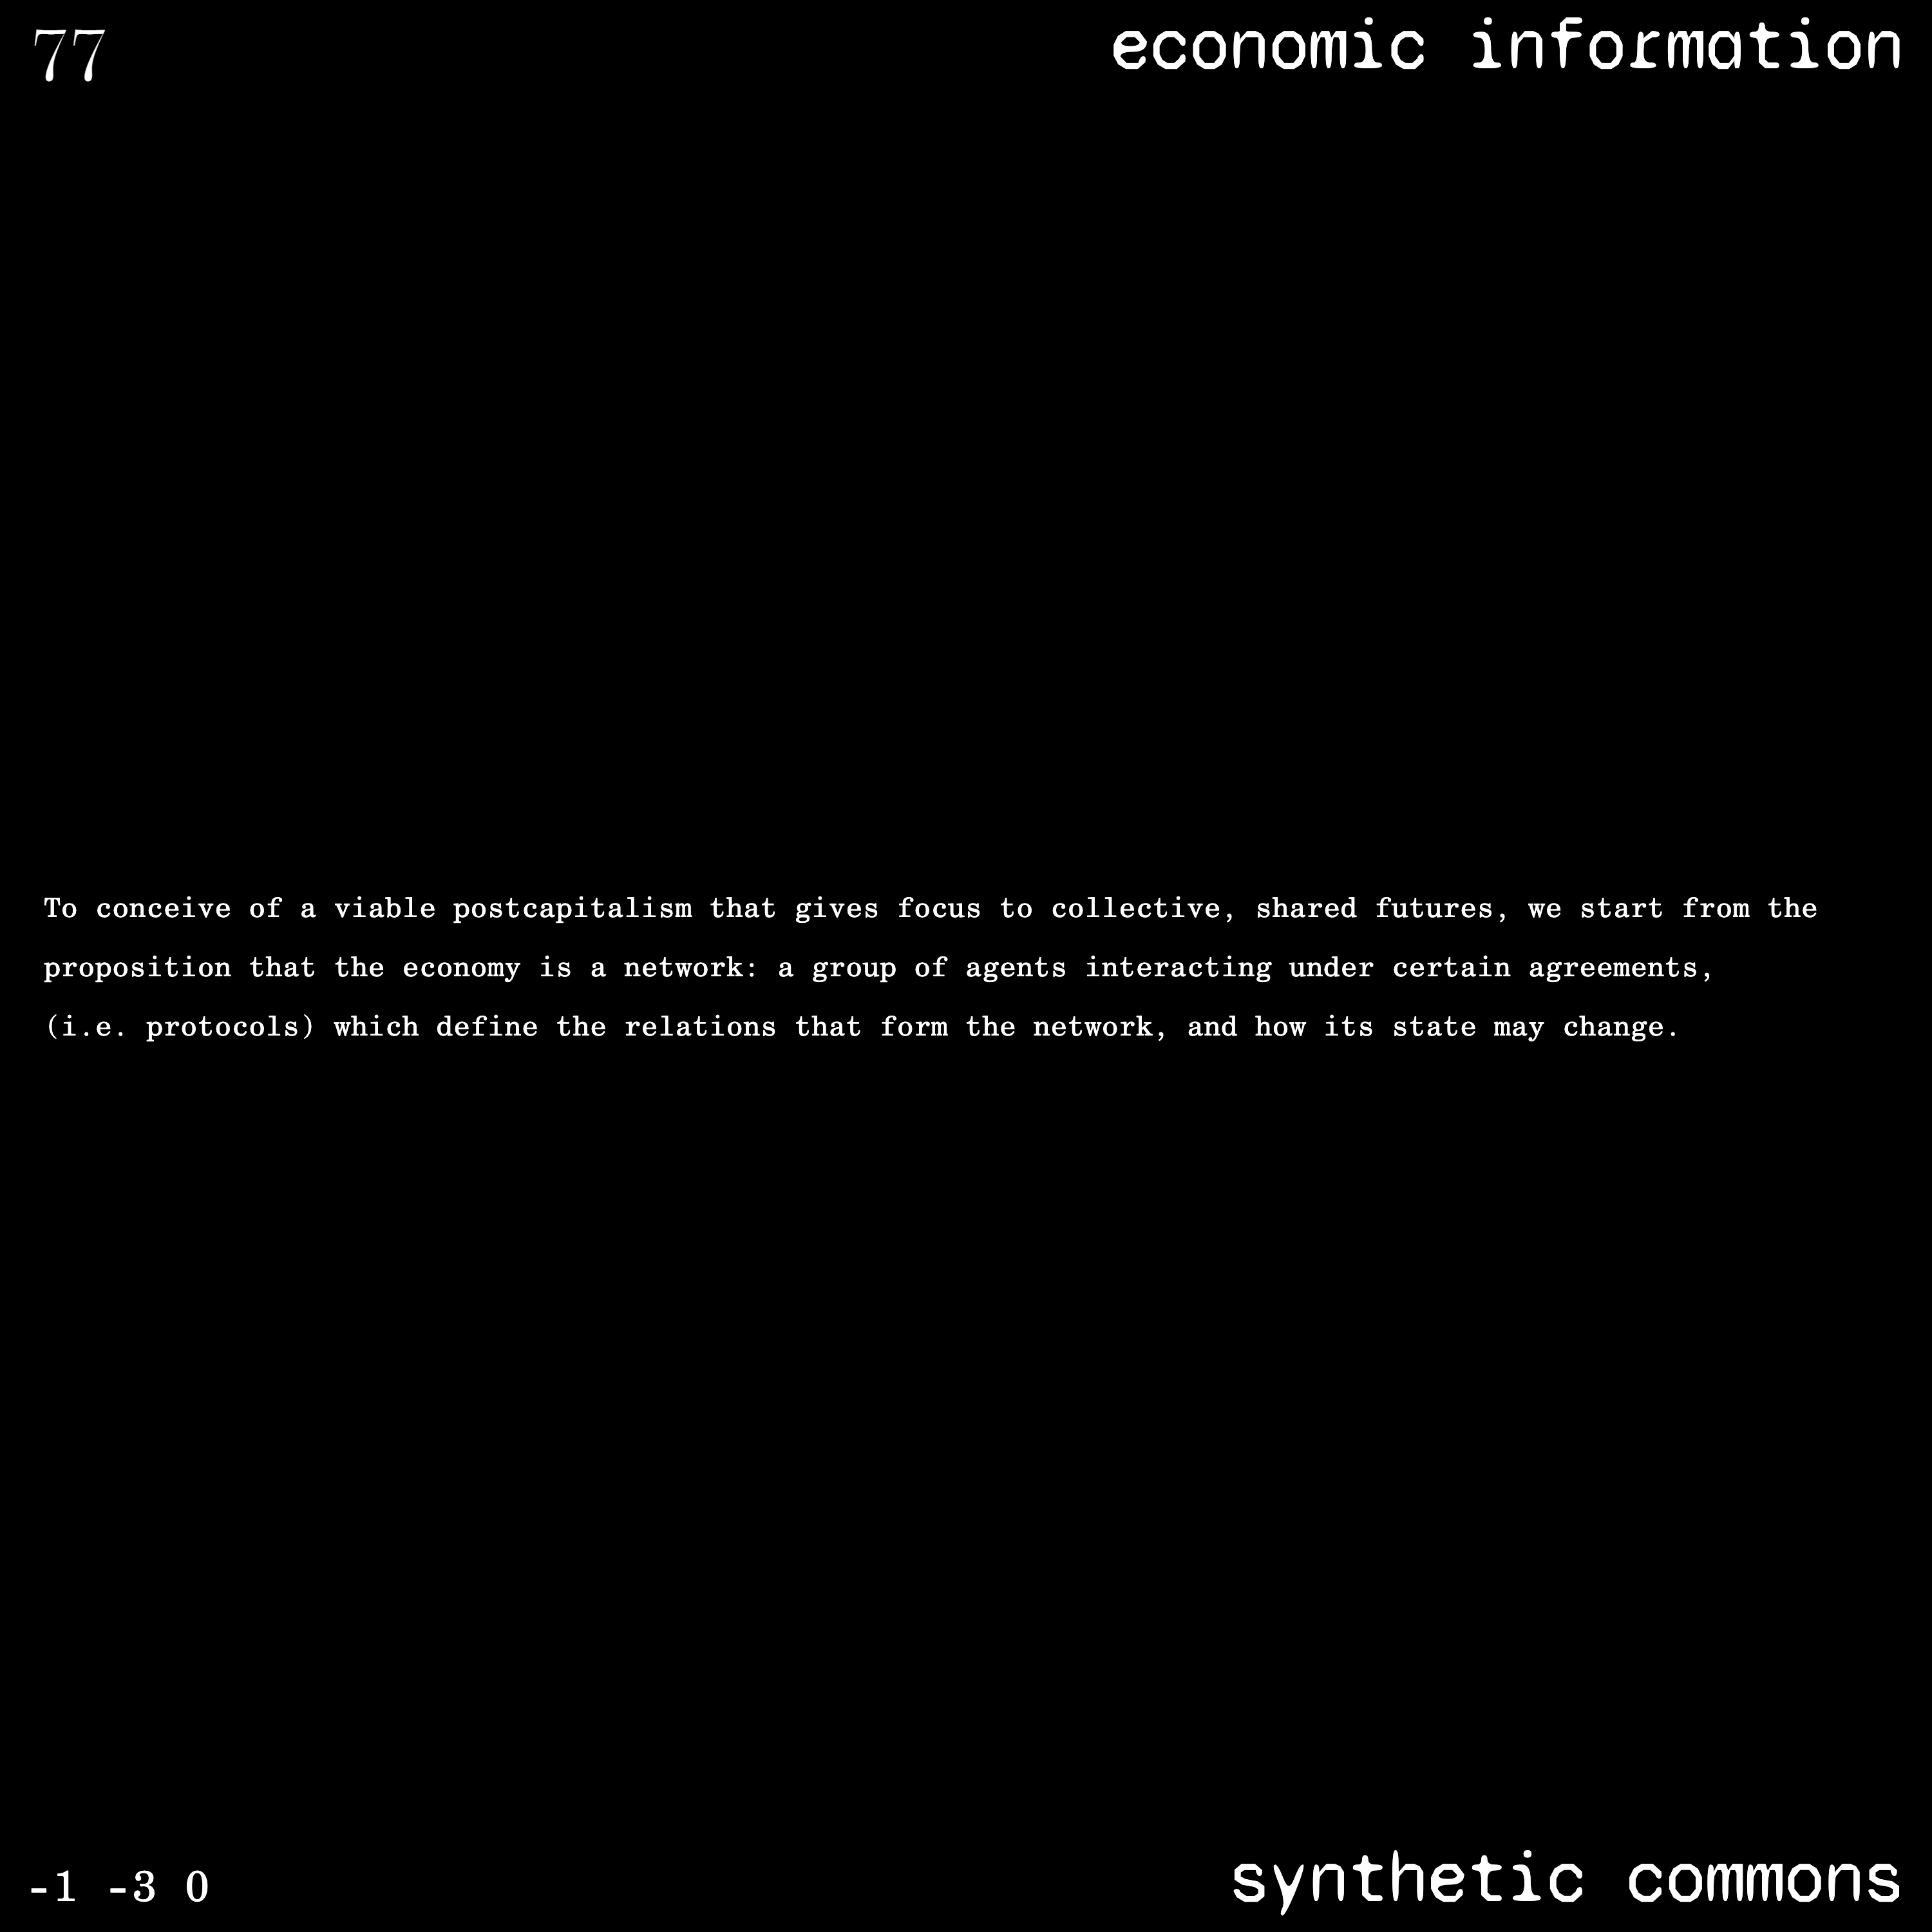 77
economic information
To conceive of a viable postcapitalism that gives focus to collective, shared futures, we start from the
proposition that the economy is a network: a group of agents interacting under certain agreements,
(i.e. protocols) which define the relations that form the network, and how its state may change.
-1 -3 0
synthetic commons